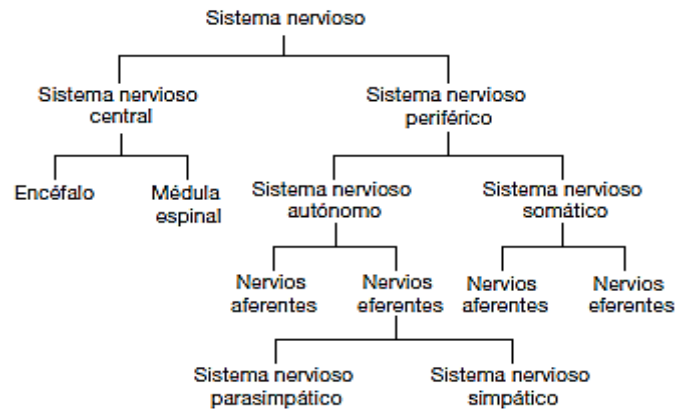 Sistema nervioso
Sistema nervioso
central
Sistema nervioso
periférico
Encéfalo
Médula
espinal
Sistema nervioso
autónomo
Sistema nervioso
somático
Nervios
aferentes
Nervios
eferentes
Nervios
aferentes
Nervios
eferentes
Sistema nervioso
parasimpático
Sistema nervioso
simpático